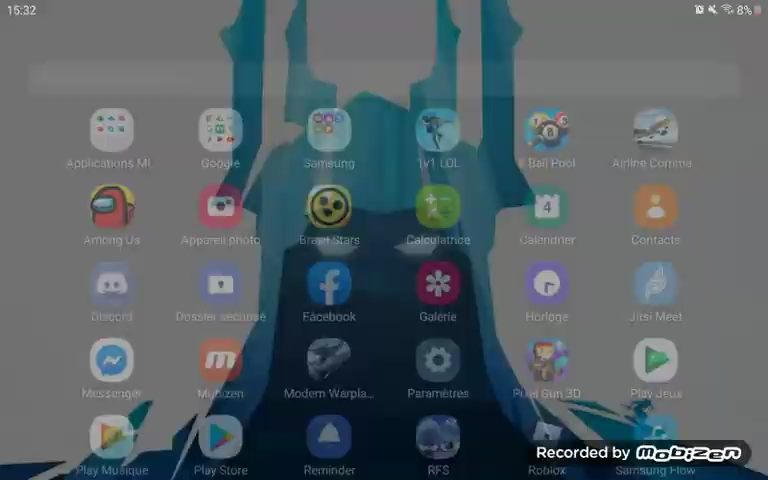 15:32
8%
Applications Mi
Google
Samsung
1v1 LOL
8 Ball Pool
Airline Comma
Among Us
Appareil photo
Brawl Stars
Calculatrice
Calendrier
Contacts
Discord
Dossier sécurisé
Facebook
Galerie
Horloge
Jitsi Meet
Messenger
Mobizen
Modern Warpla...
Paramètres
Pixel Gun 3D
Play Jeux
Play Musique
Play Store
Reminder
RFS
Roblox
Samsung Flow
Recorded by Mobizen